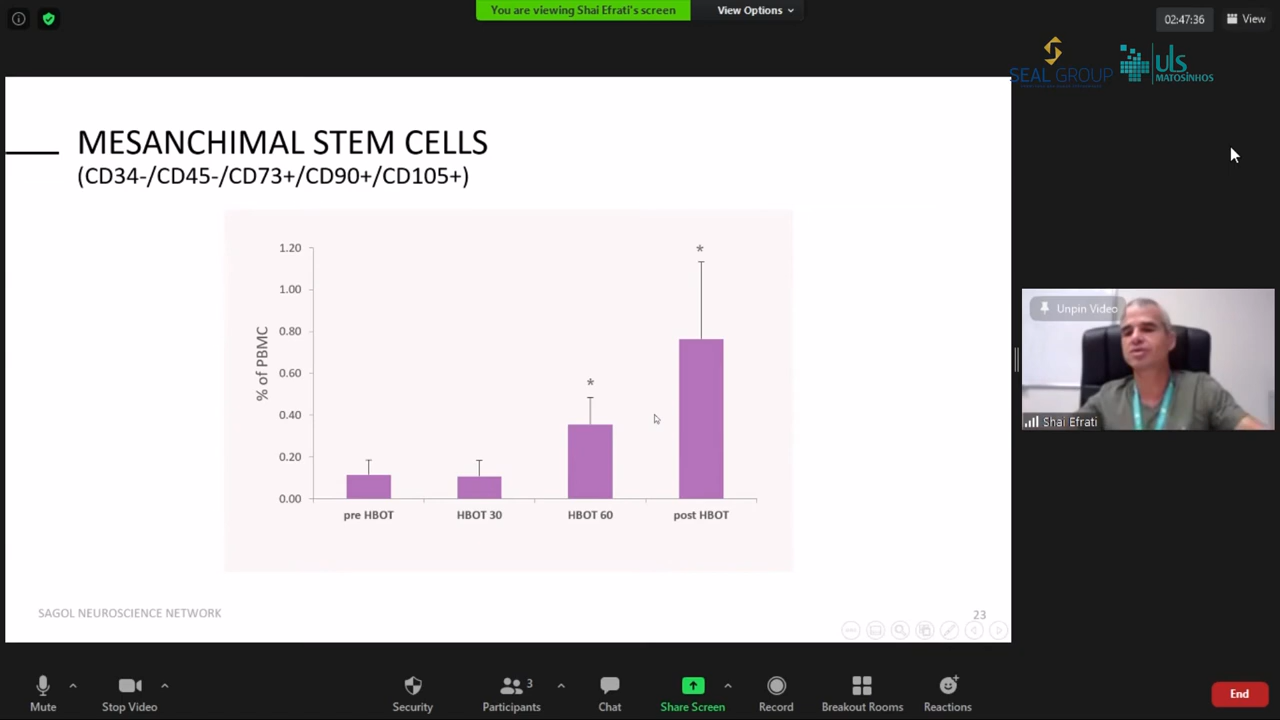 You are viewing Shai Efrati's screen
View Options
02:47:36
View
SEAL GROUP
uls
MATOSINHOS
MESANCHIMAL STEM CELLS
(CD34-/CD45-/CD73+/CD90+/CD105+)
% of PBMC
1.20
1.00
0.80
0.60
0.40
0.20
0.00
*
*
pre HBOT
HBOT 30
HBOT 60
post HBOT
Unpin Video
Shai Efrati
SAGOL NEUROSCIENCE NETWORK
23
Mute
Stop Video
Security
Participants
3
Chat
Share Screen
Record
Breakout Rooms
Reactions
End